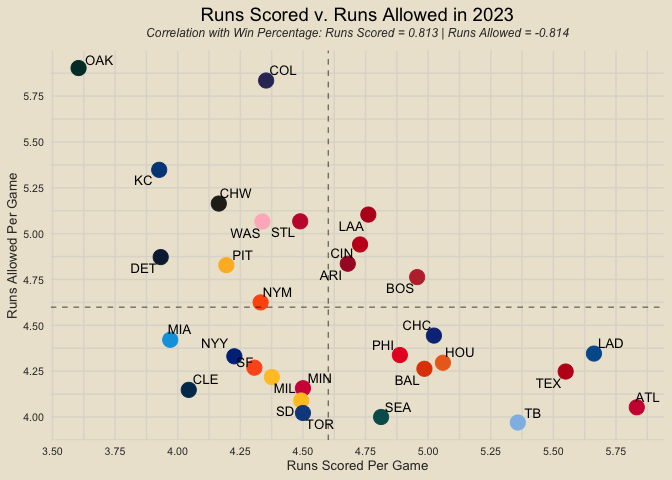 Runs Scored v. Runs Allowed in 2023
Correlation with Win Percentage: Runs Scored = 0.813 | Runs Allowed = -0.814
OAK
COL
5.75
5.50
KC
5.25
CHW
WAS
STL
LAA
5.00
CIN
PIT
DET
ARI
BOS
4.75
NYM
Runs Allowed Per Game
4.50
MIA
CHC
NYY
PHI
LAD
HOU
SF
4.25
CLE
MIN
BAL
TEX
MIL
ATL
SD
SEA
TB
4.00
TOR
3.50 3.75 4.00 4.25 4.50 4.75 5.00 5.25 5.50 5.75
Runs Scored Per Game